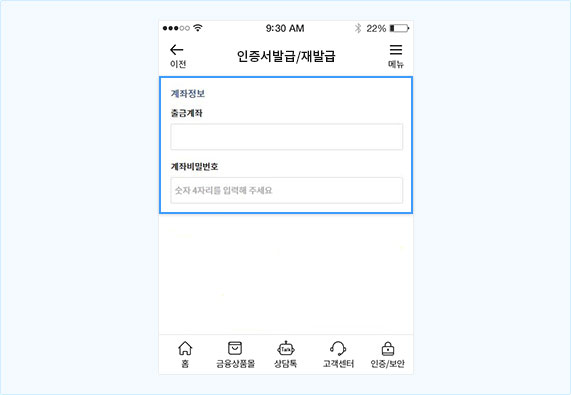 9:30 AM 22%
인증서발급/재발급
이전 메뉴
계좌정보
출금계좌
계좌비밀번호
숫자 4자리를 입력해 주세요
Talk
홈 금융상품몰 상담톡 고객센터 인증/보안